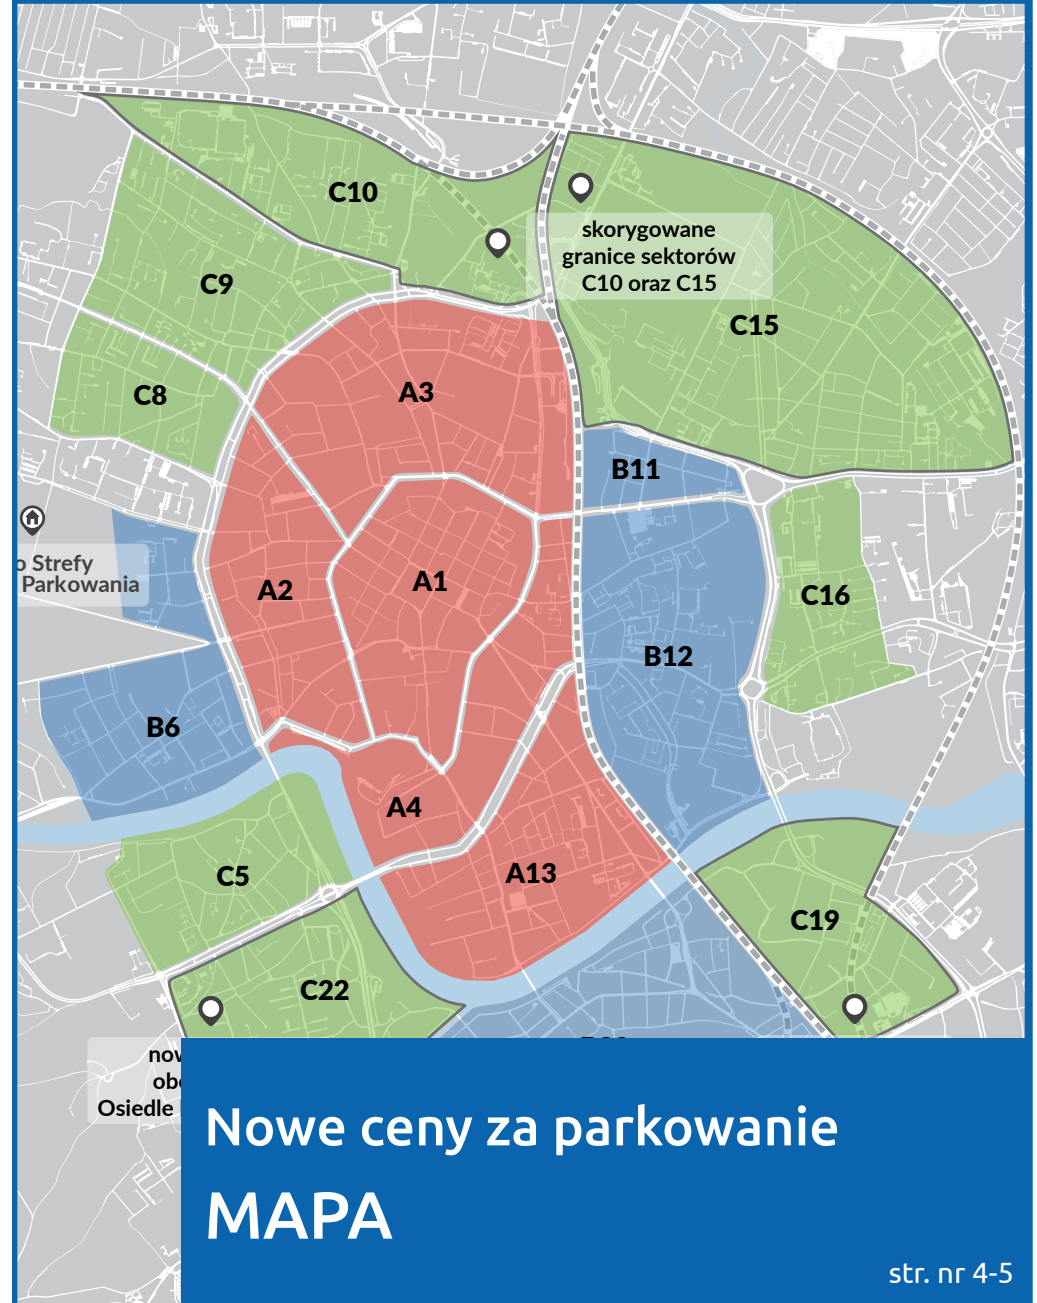 C10
skorygowane
granice sektorów
C10 oraz C15
C9
C15
C8
A3
B11
o Strefy
Parkowania
A2
A1
C16
B12
B6
A4
C5
A13
C19
C22
now
Osiedle
Nowe ceny za parkowanie
MAPA
str. nr 4-5